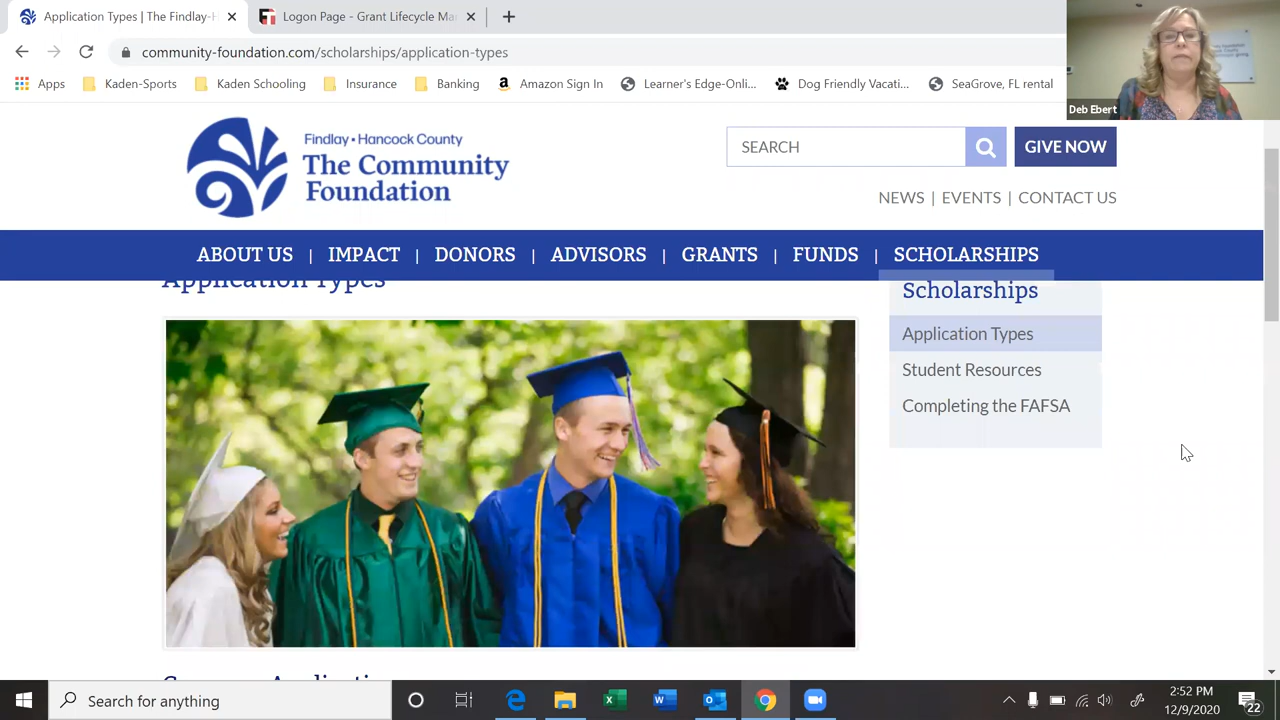 Application Types | The Findlay-H
Logon Page - Grant Lifecycle Ma
community-foundation.com/scholarships/application-types
Apps
Kaden-Sports
Kaden Schooling
Insurance
Banking
Amazon Sign In
Learner's Edge-Onli...
Dog Friendly Vacati...
SeaGrove, FL rental
Deb Ebert
Findlay • Hancock County
The Community
Foundation
SEARCH
GIVE NOW
NEWS | EVENTS | CONTACT US
ABOUT US | IMPACT | DONORS | ADVISORS | GRANTS | FUNDS | SCHOLARSHIPS
Application Types
Scholarships
Application Types
Student Resources
Completing the FAFSA
Search for anything
2:52 PM
12/9/2020
22